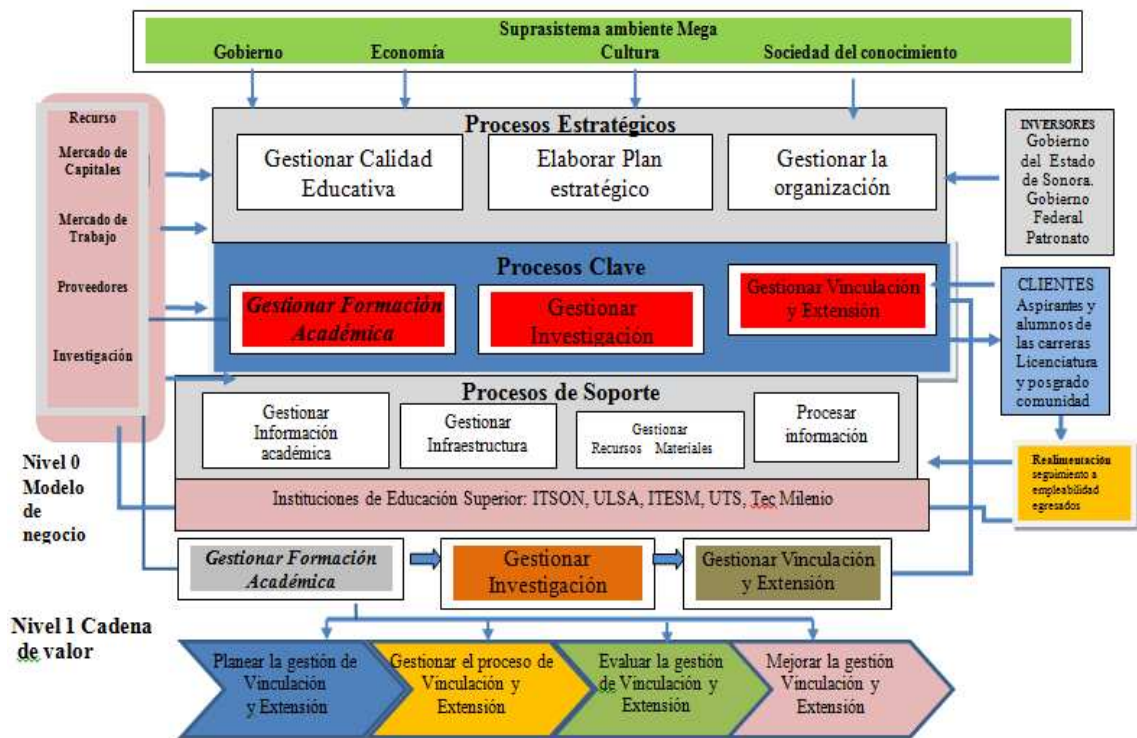 Suprasistema ambiente Mega
Gobierno Economía Cultura Sociedad del conocimiento
Recurso
Mercado de
Capitales
Mercado de
Trabajo
Proveedores
Investigación
Procesos Estratégicos
Gestionar Calidad
Educativa
Elaborar Plan
estratégico
Gestionar la
organización
INVERSORES
Gobierno
del Estado
de Sonora.
Gobierno
Federal
Patronato
Procesos Clave
Gestionar Formación
Académica
Gestionar
Investigación
Gestionar Vinculación
y Extensión
CLIENTES
Aspirantes y
alumnos de
las carreras
Licenciatura
y posgrado
comunidad
Procesos de Soporte
Gestionar
Información
académica
Gestionar
Infraestructura
Gestionar
Recursos Materiales
Procesar
información
Realimentación
seguimiento a
empleabilidad
egresados
Nivel 0
Modelo
de
negocio
Instituciones de Educación Superior: ITSON, ULSA, ITESM, UTS, Tec Milenio
Gestionar Formación
Académica
Gestionar
Investigación
Gestionar Vinculación
y Extensión
Nivel 1 Cadena
de valor
Planear la gestión de
Vinculación
y Extensión
Gestionar el proceso de
Vinculación y
Extensión
Evaluar la gestión
de Vinculación y
Extensión
Mejorar la gestión
Vinculación y
Extensión